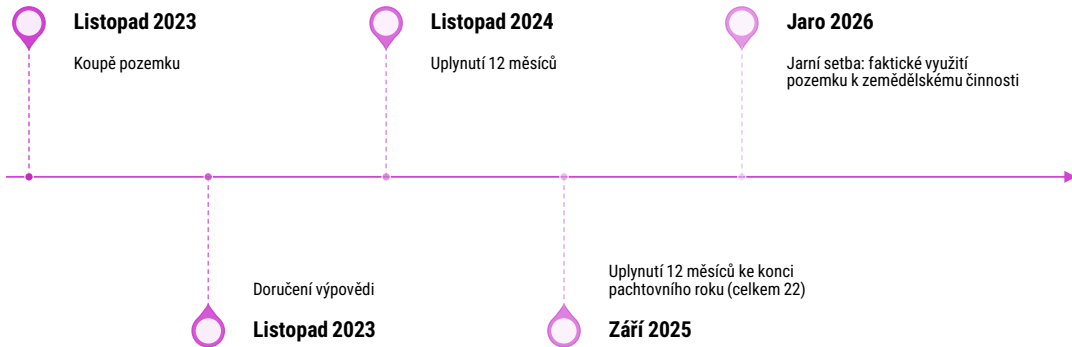 Listopad 2023
Koupě pozemku
Listopad 2024
Uplynutí 12 měsíců
Jaro 2026
Jarní setba: faktické využití
pozemku k zemědělskému činnosti
Doručení výpovědi
Listopad 2023
Uplynutí 12 měsíců ke konci
pachtovního roku (celkem 22)
Září 2025